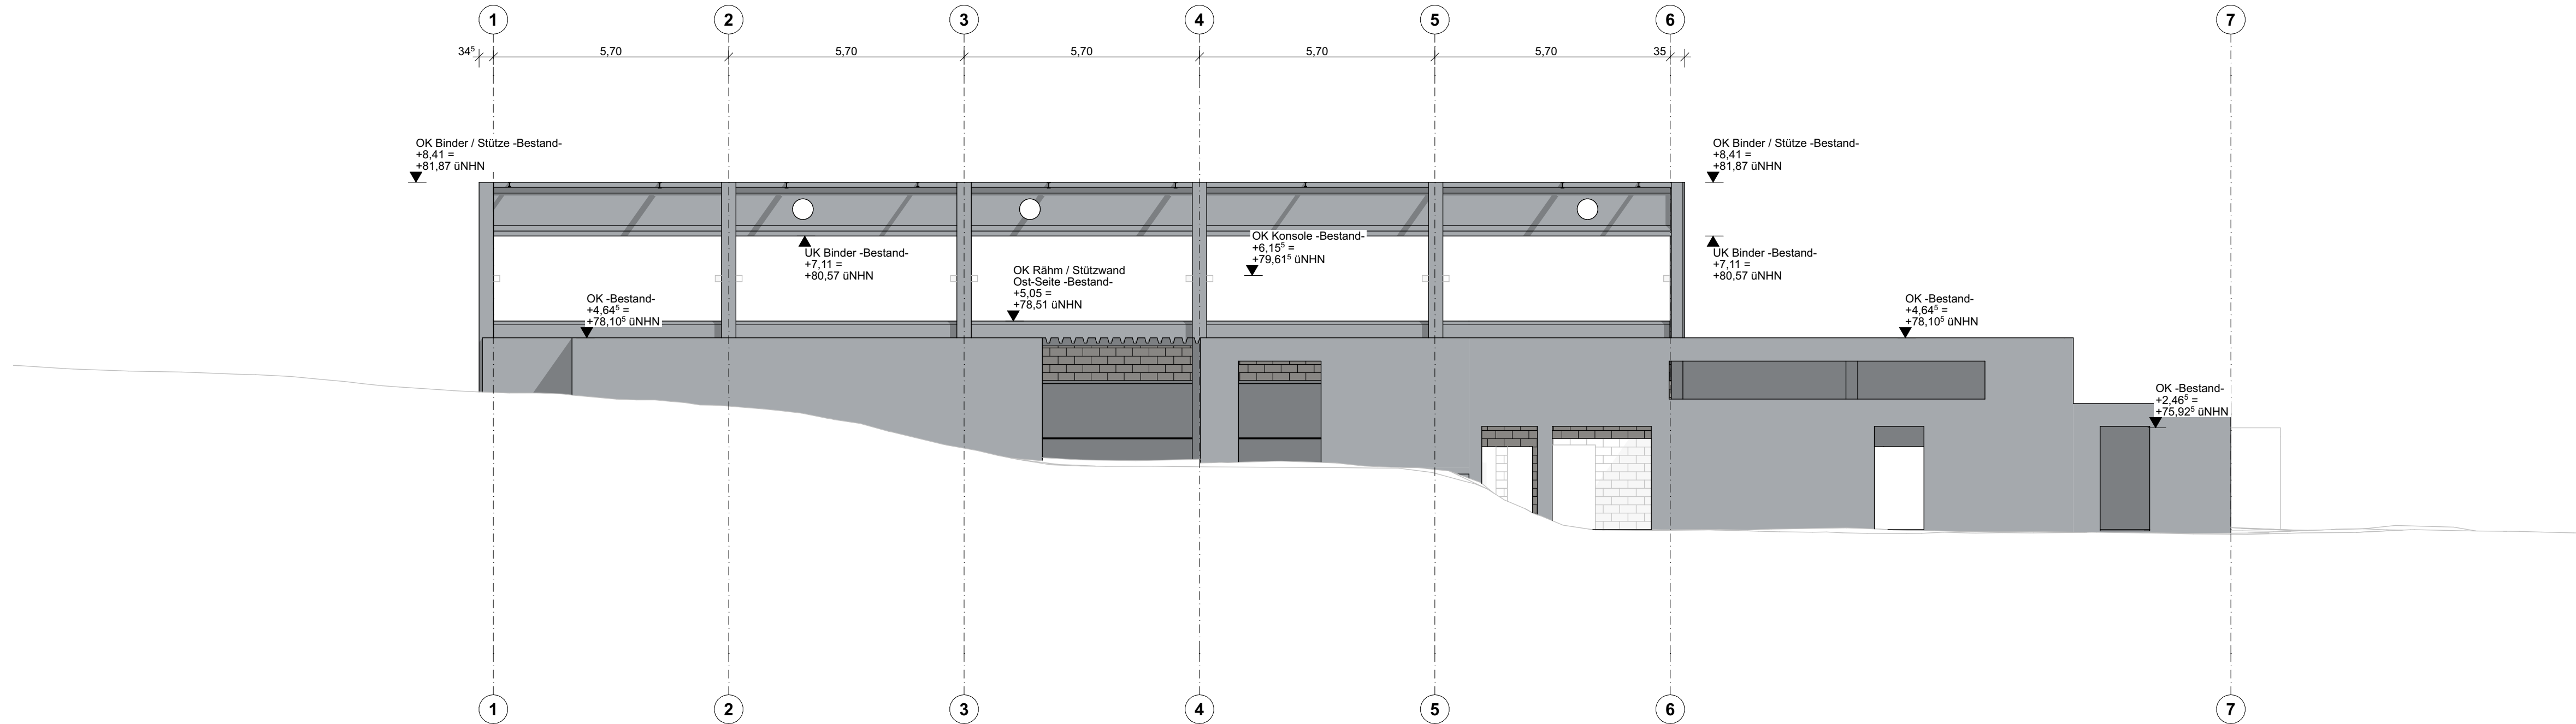 1 2 3 4 5 6 7
34⁵ 5,70 5,70 5,70 5,70 5,70 35
OK Binder / Stütze -Bestand-
+8,41 =
+81,87 üNHN
OK Binder / Stütze -Bestand-
+8,41 =
+81,87 üNHN
UK Binder -Bestand-
+7,11 =
+80,57 üNHN
OK Konsole -Bestand-
+6,15⁵ =
+79,61⁵ üNHN
UK Binder -Bestand-
+7,11 =
+80,57 üNHN
OK Rähm / Stützwand
Ost-Seite -Bestand-
+5,05 =
+78,51 üNHN
OK -Bestand-
+4,64⁵ =
+78,10⁵ üNHN
OK -Bestand-
+4,64⁵ =
+78,10⁵ üNHN
OK -Bestand-
+2,46⁵ =
+75,92⁵ üNHN
1 2 3 4 5 6 7